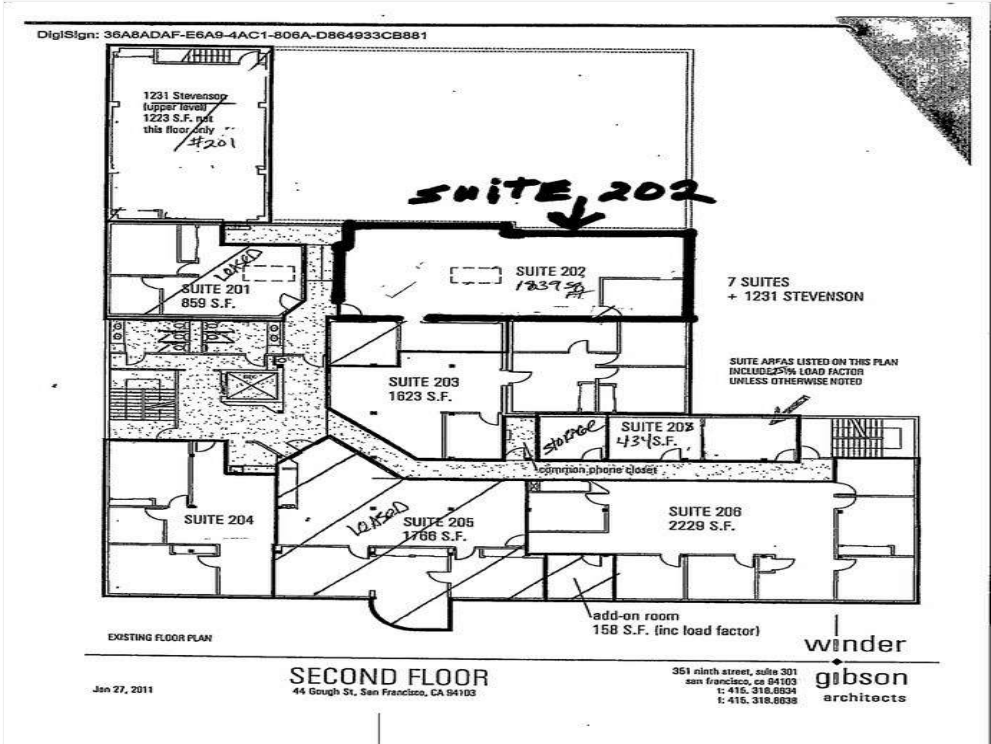 DigiSign: 36A8ADAF-E6A9-4AC1-806A-D864933CB881
1231 Stevenson
(upper level)
1223 S.F. net
this floor only
#201
SUITE 202
LEASED
SUITE 201
859 S.F.
SUITE 202
1839 SQ
FT
7 SUITES
+ 1231 STEVENSON
SUITE AREAS LISTED ON THIS PLAN
INCLUDE % LOAD FACTOR
UNLESS OTHERWISE NOTED
SUITE 203
1623 S.F.
STORAGE
SUITE 208
434 S.F.
common phone closet
SUITE 204
LEASED
SUITE 205
1766 S.F.
SUITE 206
2229 S.F.
add-on room
158 S.F. (inc load factor)
EXISTING FLOOR PLAN
Jan 27, 2011
SECOND FLOOR
44 Gough St, San Francisco, CA 94103
351 ninth street, suite 301
san francisco, ca 94103
t: 415. 318.8634
f: 415. 318.8638
winder
gibson
architects